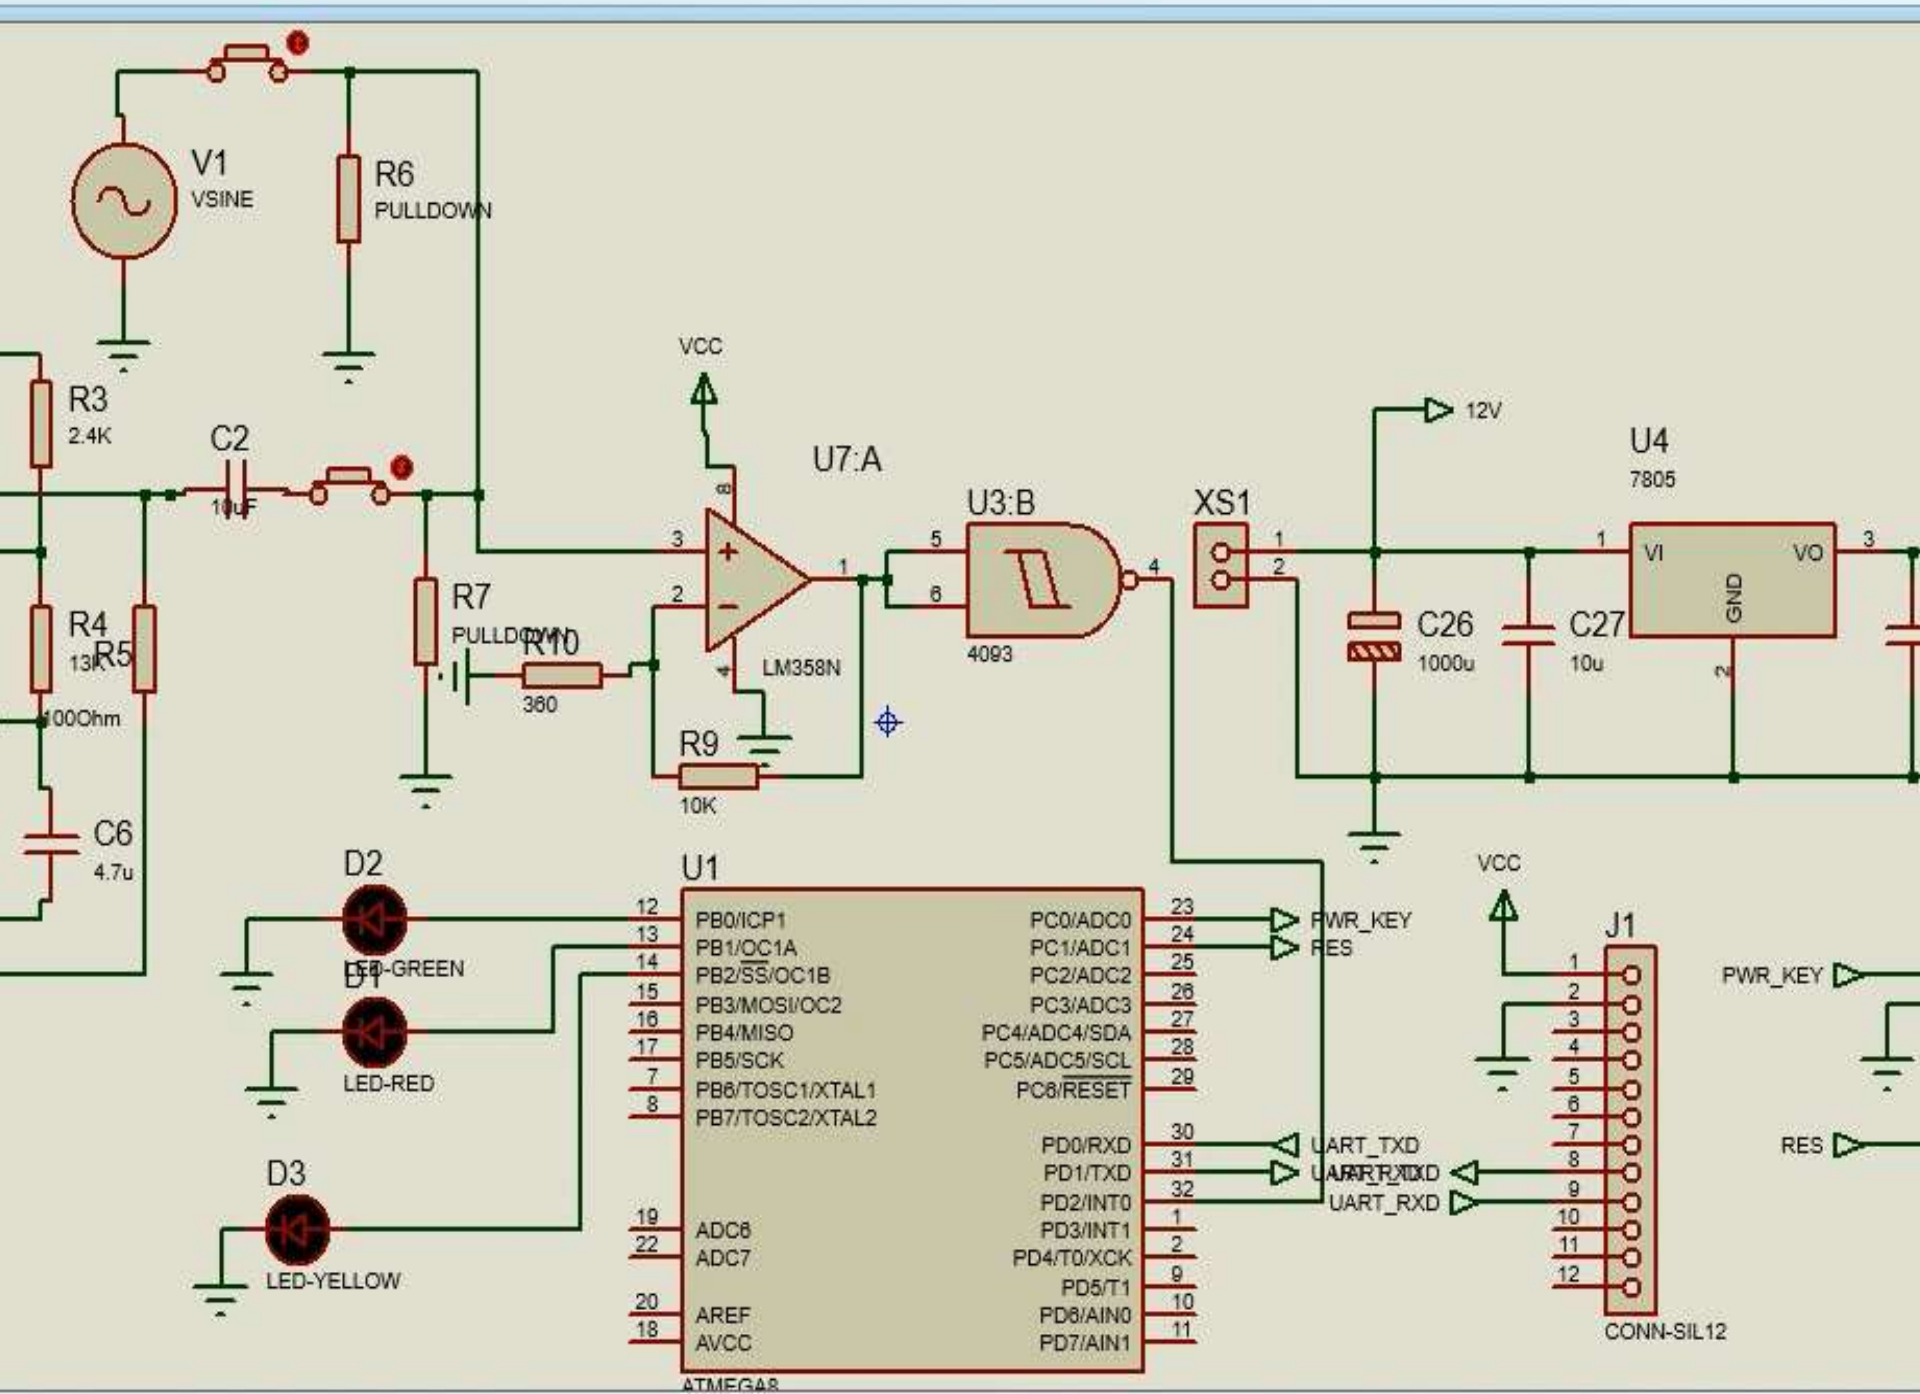 V1
VSINE
R6
PULLDOWN
R3
2.4K
C2
10uF
R4
13K
R5
100Ohm
C6
4.7u
R7
PULLDOWN
R10
360
R9
10K
VCC
U7:A
8
3
2
1
4
LM358N
U3:B
5
6
4
4093
XS1
1
2
12V
C26
1000u
C27
10u
U4
7805
1
VI
VO
3
GND
2
D2
LED-GREEN
D1
LED-RED
D3
LED-YELLOW
U1
12 PB0/ICP1
13 PB1/OC1A
14 PB2/SS/OC1B
15 PB3/MOSI/OC2
16 PB4/MISO
17 PB5/SCK
7 PB6/TOSC1/XTAL1
8 PB7/TOSC2/XTAL2
19 ADC6
22 ADC7
20 AREF
18 AVCC
PC0/ADC0 23 PWR_KEY
PC1/ADC1 24 RES
PC2/ADC2 25
PC3/ADC3 26
PC4/ADC4/SDA 27
PC5/ADC5/SCL 28
PC6/RESET 29
PD0/RXD 30 UART_TXD
PD1/TXD 31 UART_RXD
PD2/INT0 32
PD3/INT1 1
PD4/T0/XCK 2
PD5/T1 9
PD6/AIN0 10
PD7/AIN1 11
ATMEGA8
VCC
J1
1
2
3
4
5
6
7
UART_TXD 8
UART_RXD 9
10
11
12
CONN-SIL12
PWR_KEY
RES